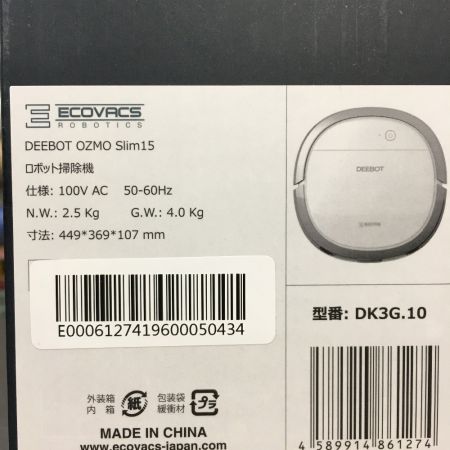 ECOVACS
ROBOTICS
DEEBOT OZMO Slim15
ロボット掃除機
仕様: 100V AC 50-60Hz
N.W.: 2.5 Kg G.W.: 4.0 Kg
寸法: 449*369*107 mm
E0006127419600050434
DEEBOT
型番: DK3G.10
外装箱
内 箱
紙
包装袋
緩衝材
プラ
MADE IN CHINA
www.ecovacs-japan.com
4 589914 861274